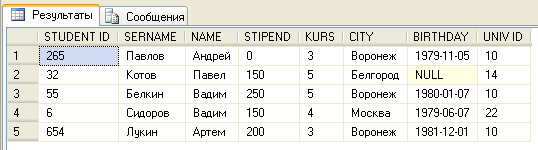 Результаты Сообщения
STUDENT ID SERNAME NAME STIPEND KURS CITY BIRTHDAY UNIV ID
1 265 Павлов Андрей 0 3 Воронеж 1979-11-05 10
2 32 Котов Павел 150 5 Белгород NULL 14
3 55 Белкин Вадим 250 5 Воронеж 1980-01-07 10
4 6 Сидоров Вадим 150 4 Москва 1979-06-07 22
5 654 Лукин Артем 200 3 Воронеж 1981-12-01 10